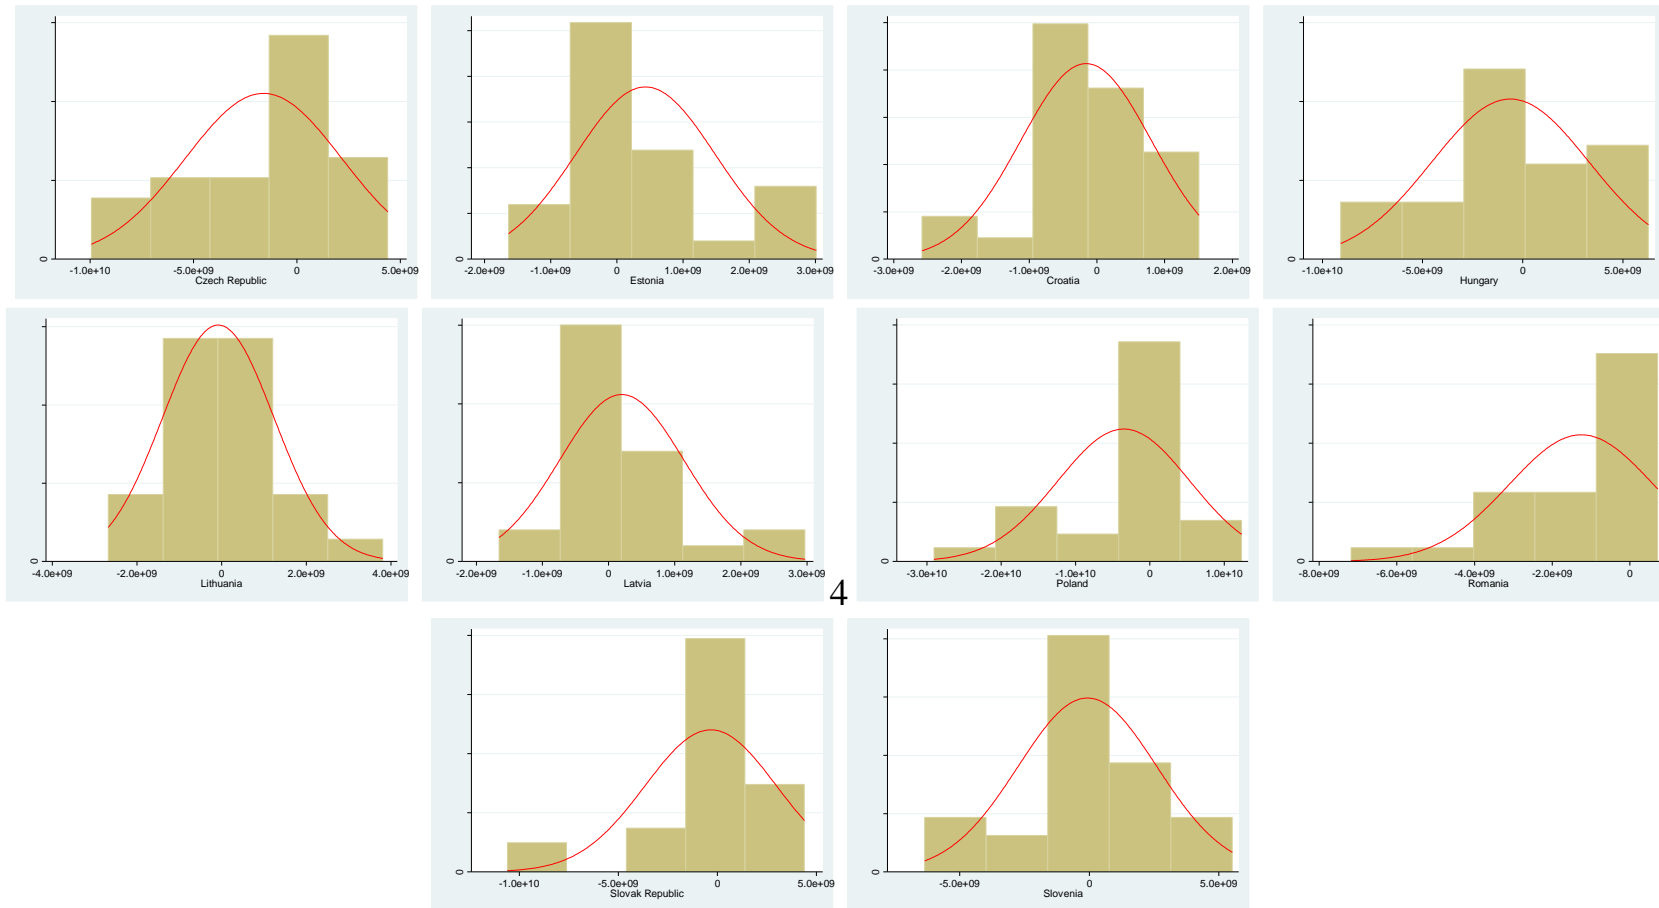 0
-1.0e+10 -5.0e+09 0 5.0e+09
Czech Republic
0
-2.0e+09 -1.0e+09 0 1.0e+09 2.0e+09 3.0e+09
Estonia
0
-3.0e+09 -2.0e+09 -1.0e+09 0 1.0e+09 2.0e+09
Croatia
0
-1.0e+10 -5.0e+09 0 5.0e+09
Hungary
0
-4.0e+09 -2.0e+09 0 2.0e+09 4.0e+09
Lithuania
0
-2.0e+09 -1.0e+09 0 1.0e+09 2.0e+09 3.0e+09
Latvia
4
0
-3.0e+10 -2.0e+10 -1.0e+10 0 1.0e+10
Poland
0
-8.0e+09 -6.0e+09 -4.0e+09 -2.0e+09 0
Romania
0
-1.0e+10 -5.0e+09 0 5.0e+09
Slovak Republic
0
-5.0e+09 0 5.0e+09
Slovenia